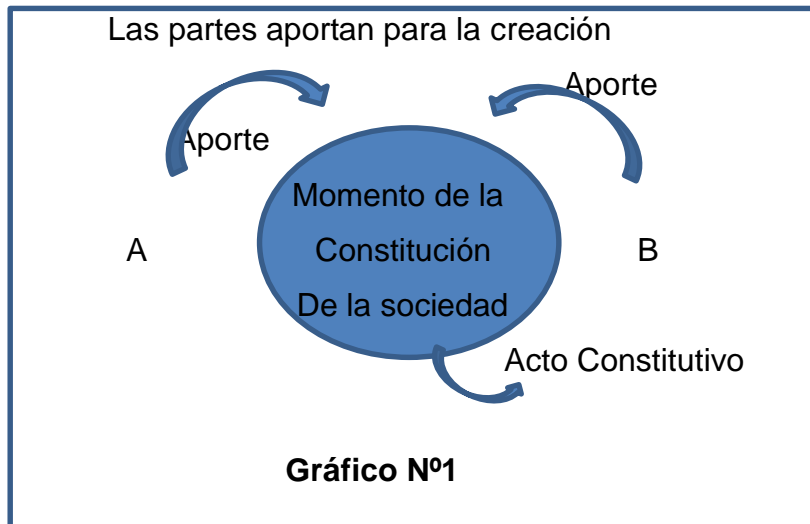 Las partes aportan para la creación
Aporte
Aporte
Momento de la
A
Constitución
B
De la sociedad
Acto Constitutivo
Gráfico Nº1